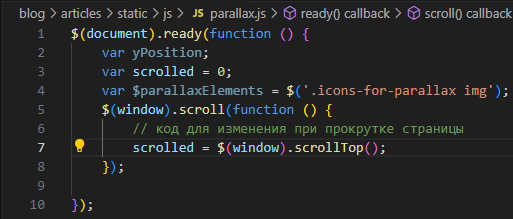 blog > articles > static > js > JS parallax.js > ready() callback > scroll() callback
1 $(document).ready(function () {
2     var yPosition;
3     var scrolled = 0;
4     var $parallaxElements = $('.icons-for-parallax img');
5     $(window).scroll(function () {
6         // код для изменения при прокрутке страницы
7         scrolled = $(window).scrollTop();
8     });
9
10 });